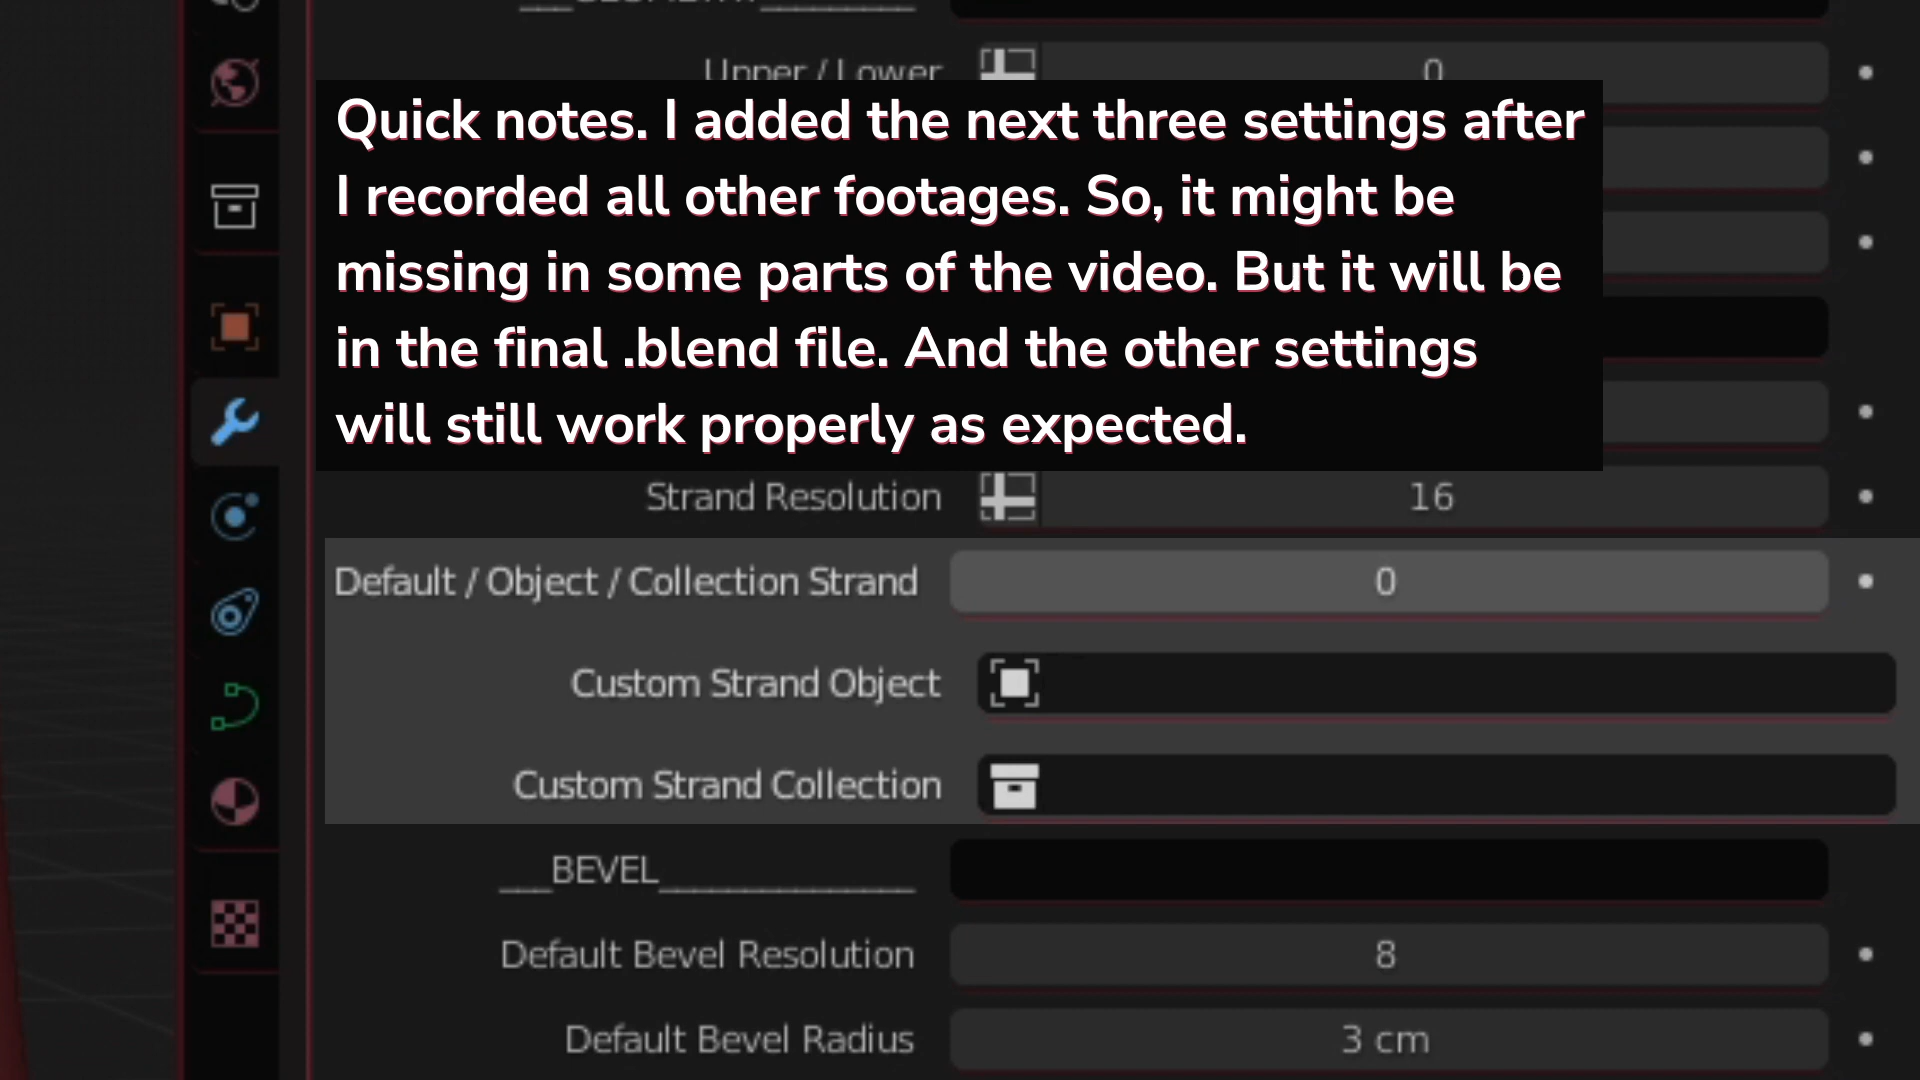 Upper / Lower
0
Quick notes. I added the next three settings after
I recorded all other footages. So, it might be
missing in some parts of the video. But it will be
in the final .blend file. And the other settings
will still work properly as expected.
Strand Resolution 16
Default / Object / Collection Strand 0
Custom Strand Object
Custom Strand Collection
___BEVEL_______________
Default Bevel Resolution 8
Default Bevel Radius 3 cm